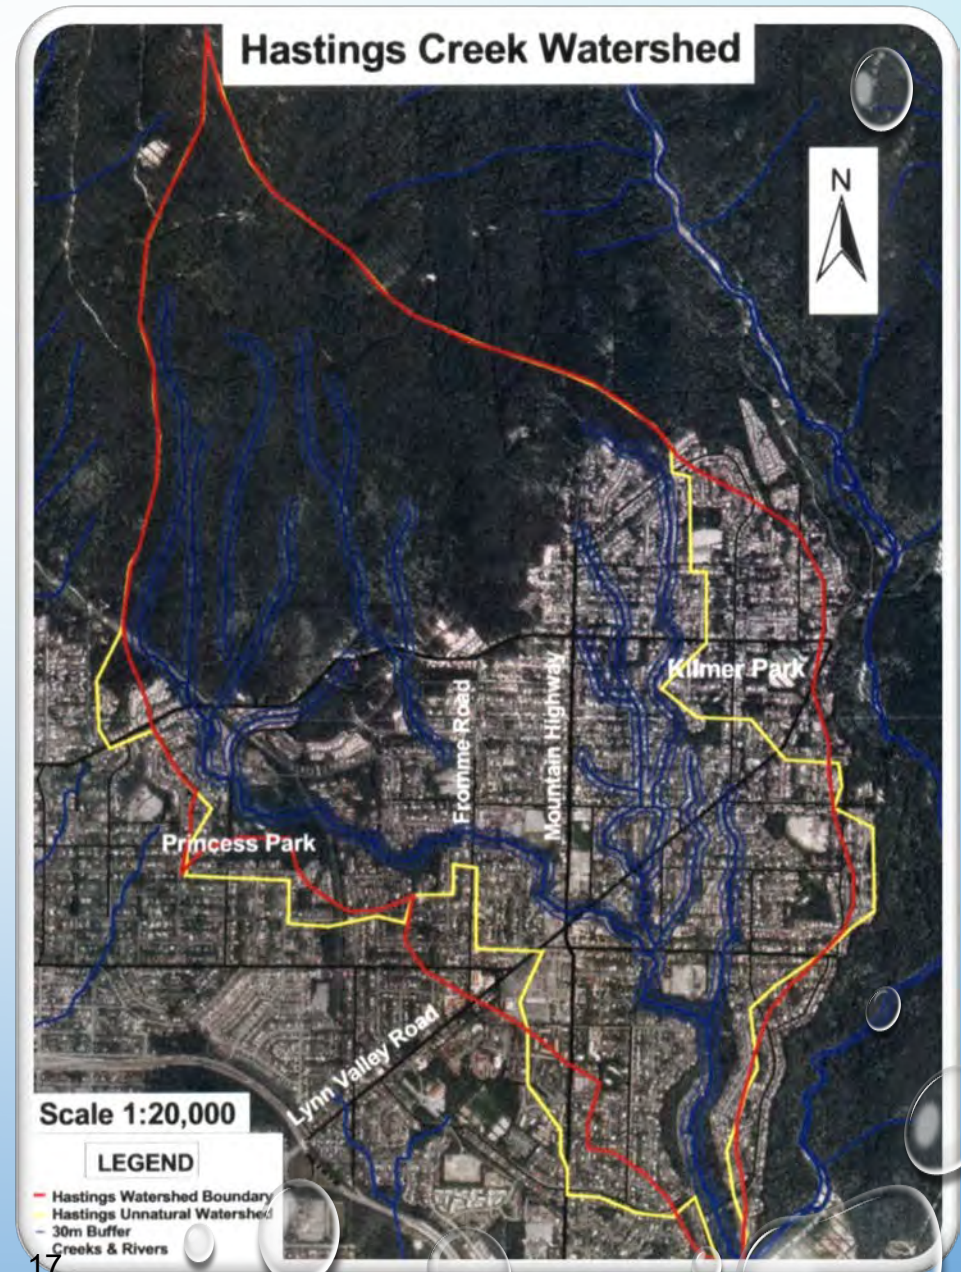 Hastings Creek Watershed
N
Kilmer Park
Fromme Road
Mountain Highway
Princess Park
Lynn Valley Road
Scale 1:20,000
LEGEND
Hastings Watershed Boundary
Hastings Unnatural Watershed
30m Buffer
Creeks & Rivers
17